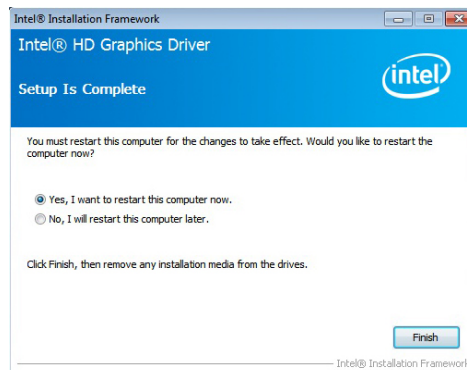 Intel® Installation Framework
Intel® HD Graphics Driver
Setup Is Complete
intel
You must restart this computer for the changes to take effect. Would you like to restart the
computer now?
Yes, I want to restart this computer now.
No, I will restart this computer later.
Click Finish, then remove any installation media from the drives.
Finish
Intel® Installation Framework